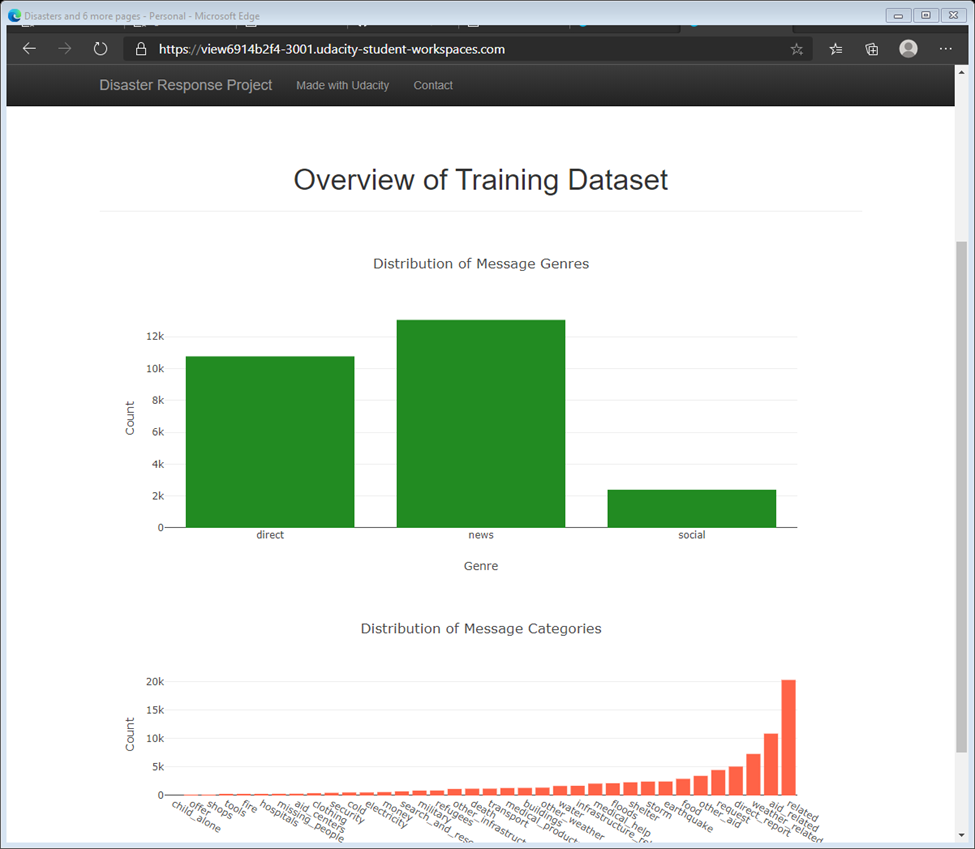 Disasters and 6 more pages - Personal - Microsoft Edge
https://view6914b2f4-3001.udacity-student-workspaces.com
Disaster Response Project
Made with Udacity
Contact
Overview of Training Dataset
Distribution of Message Genres
12k
10k
8k
6k
4k
2k
0
Count
direct
news
social
Genre
Distribution of Message Categories
20k
15k
10k
5k
0
Count
child_alone
offer
shops
tools
fire
hospitals
missing_people
aid_centers
clothing
security
cold
electricity
money
search_and_resc
military
refugees
other_infrastruct
death
transport
medical_product
buildings
other_weather
water
infrastructure_rel
medical_help
floods
shelter
storm
earthquake
food
other_aid
request
direct_report
weather_related
aid_related
related